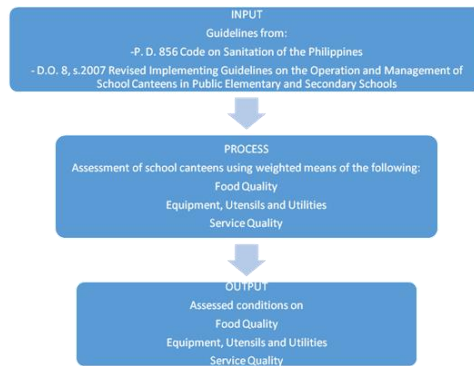 INPUT
Guidelines from:
-P. D. 856 Code on Sanitation of the Philippines
- D.O. 8, s.2007 Revised Implementing Guidelines on the Operation and Management of
School Canteens in Public Elementary and Secondary Schools
PROCESS
Assessment of school canteens using weighted means of the following:
Food Quality
Equipment, Utensils and Utilities
Service Quality
OUTPUT
Assessed conditions on
Food Quality
Equipment, Utensils and Utilities
Service Quality